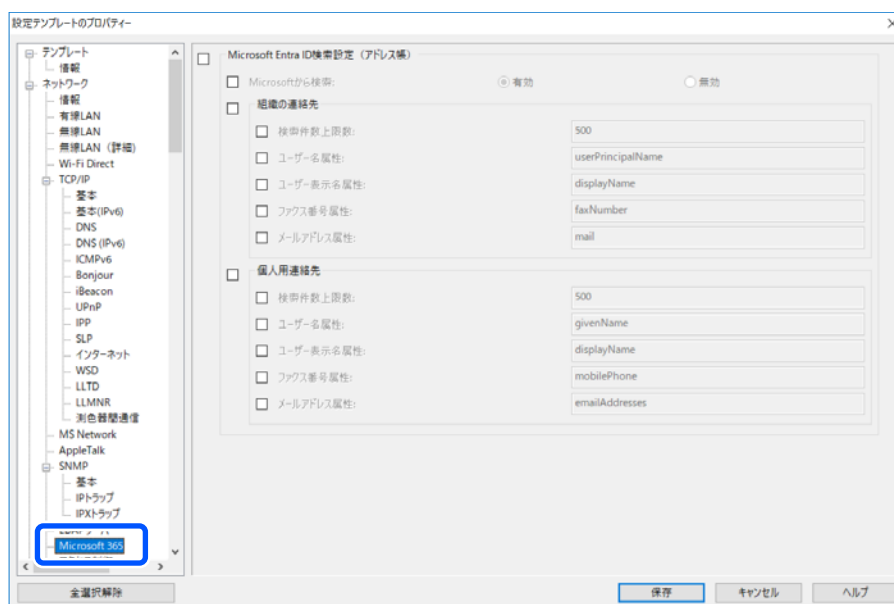 設定テンプレートのプロパティー
テンプレート
情報
ネットワーク
情報
有線LAN
無線LAN
無線LAN（詳細）
Wi-Fi Direct
TCP/IP
基本
基本(IPv6)
DNS
DNS (IPv6)
ICMPv6
Bonjour
iBeacon
UPnP
IPP
SLP
インターネット
WSD
LLTD
LLMNR
測色器間通信
MS Network
AppleTalk
SNMP
基本
IPトラップ
IPXトラップ
Microsoft 365
全選択解除
Microsoft Entra ID検索設定（アドレス帳）
Microsoftから検索: 有効 無効
組織の連絡先
検索件数上限数: 500
ユーザー名属性: userPrincipalName
ユーザー表示名属性: displayName
ファクス番号属性: faxNumber
メールアドレス属性: mail
個人用連絡先
検索件数上限数: 500
ユーザー名属性: givenName
ユーザー表示名属性: displayName
ファクス番号属性: mobilePhone
メールアドレス属性: emailAddresses
保存 キャンセル ヘルプ